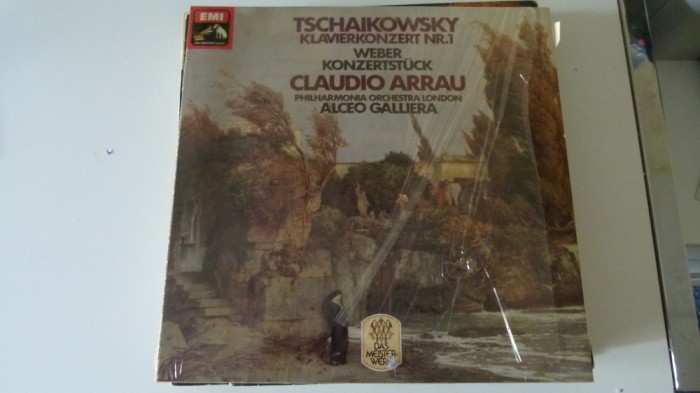 EMI
TSCHAIKOWSKY
KLAVIERKONZERT NR.1
WEBER
KONZERTSTÜCK
CLAUDIO ARRAU
PHILHARMONIA ORCHESTRA LONDON
ALCEO GALLIERA
DAS
MEISTER-
WERK